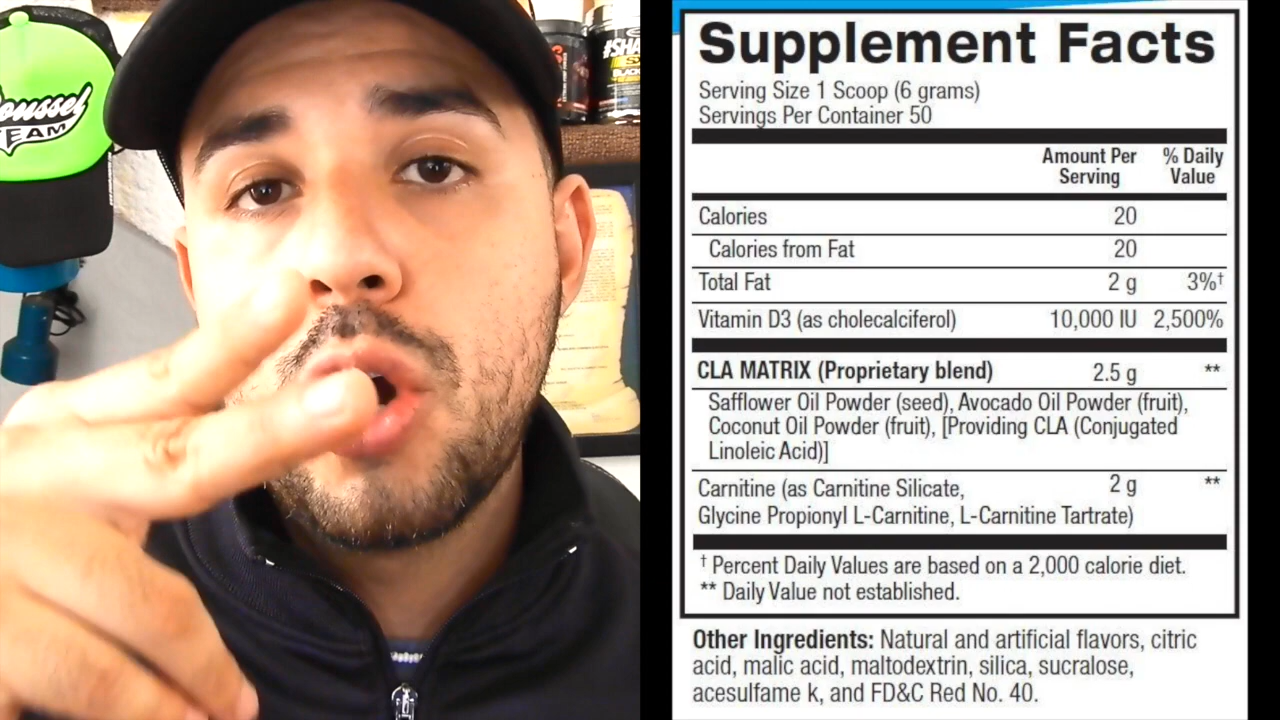 TEAM
#SHA
BLACK
Supplement Facts
Serving Size 1 Scoop (6 grams)
Servings Per Container 50
Amount Per Serving
% Daily Value
Calories 20
Calories from Fat 20
Total Fat 2 g 3%†
Vitamin D3 (as cholecalciferol) 10,000 IU 2,500%
CLA MATRIX (Proprietary blend) 2.5 g **
Safflower Oil Powder (seed), Avocado Oil Powder (fruit),
Coconut Oil Powder (fruit), [Providing CLA (Conjugated
Linoleic Acid)]
Carnitine (as Carnitine Silicate, 2 g **
Glycine Propionyl L-Carnitine, L-Carnitine Tartrate)
† Percent Daily Values are based on a 2,000 calorie diet.
** Daily Value not established.
Other Ingredients: Natural and artificial flavors, citric
acid, malic acid, maltodextrin, silica, sucralose,
acesulfame k, and FD&C Red No. 40.